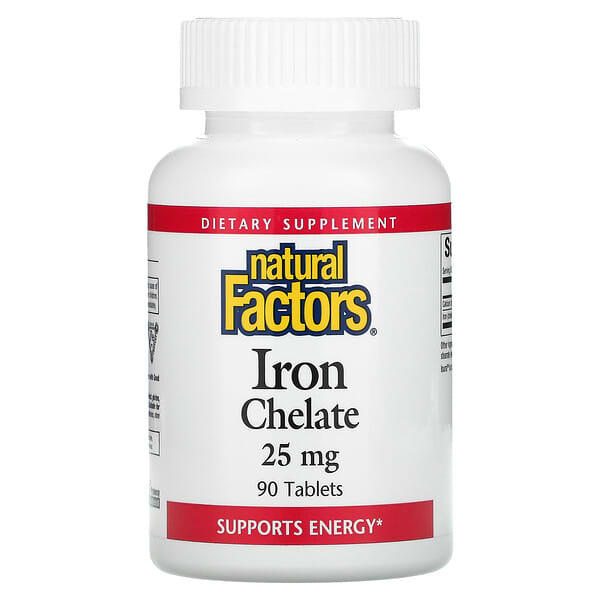 DIETARY SUPPLEMENT
natural
Factors®
Iron
Chelate
25 mg
90 Tablets
SUPPORTS ENERGY*